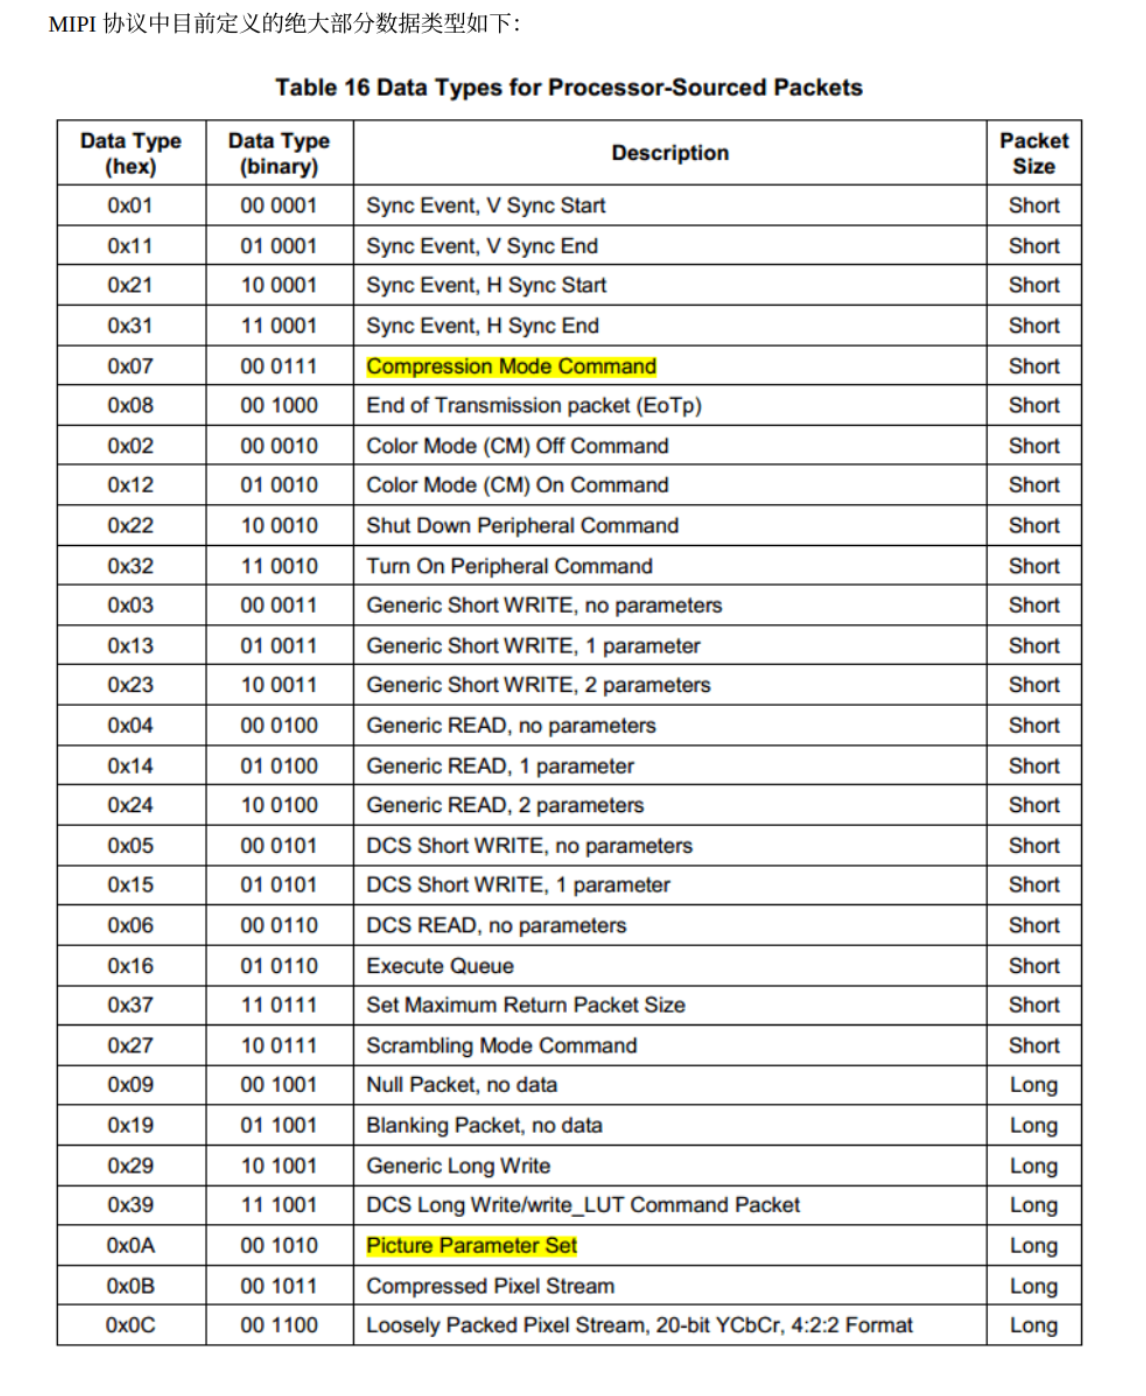 MIPI 协议中目前定义的绝大部分数据类型如下：
Table 16 Data Types for Processor-Sourced Packets
Data Type (hex) Data Type (binary) Description Packet Size
0x01 00 0001 Sync Event, V Sync Start Short
0x11 01 0001 Sync Event, V Sync End Short
0x21 10 0001 Sync Event, H Sync Start Short
0x31 11 0001 Sync Event, H Sync End Short
0x07 00 0111 Compression Mode Command Short
0x08 00 1000 End of Transmission packet (EoTp) Short
0x02 00 0010 Color Mode (CM) Off Command Short
0x12 01 0010 Color Mode (CM) On Command Short
0x22 10 0010 Shut Down Peripheral Command Short
0x32 11 0010 Turn On Peripheral Command Short
0x03 00 0011 Generic Short WRITE, no parameters Short
0x13 01 0011 Generic Short WRITE, 1 parameter Short
0x23 10 0011 Generic Short WRITE, 2 parameters Short
0x04 00 0100 Generic READ, no parameters Short
0x14 01 0100 Generic READ, 1 parameter Short
0x24 10 0100 Generic READ, 2 parameters Short
0x05 00 0101 DCS Short WRITE, no parameters Short
0x15 01 0101 DCS Short WRITE, 1 parameter Short
0x06 00 0110 DCS READ, no parameters Short
0x16 01 0110 Execute Queue Short
0x37 11 0111 Set Maximum Return Packet Size Short
0x27 10 0111 Scrambling Mode Command Short
0x09 00 1001 Null Packet, no data Long
0x19 01 1001 Blanking Packet, no data Long
0x29 10 1001 Generic Long Write Long
0x39 11 1001 DCS Long Write/write_LUT Command Packet Long
0x0A 00 1010 Picture Parameter Set Long
0x0B 00 1011 Compressed Pixel Stream Long
0x0C 00 1100 Loosely Packed Pixel Stream, 20-bit YCbCr, 4:2:2 Format Long